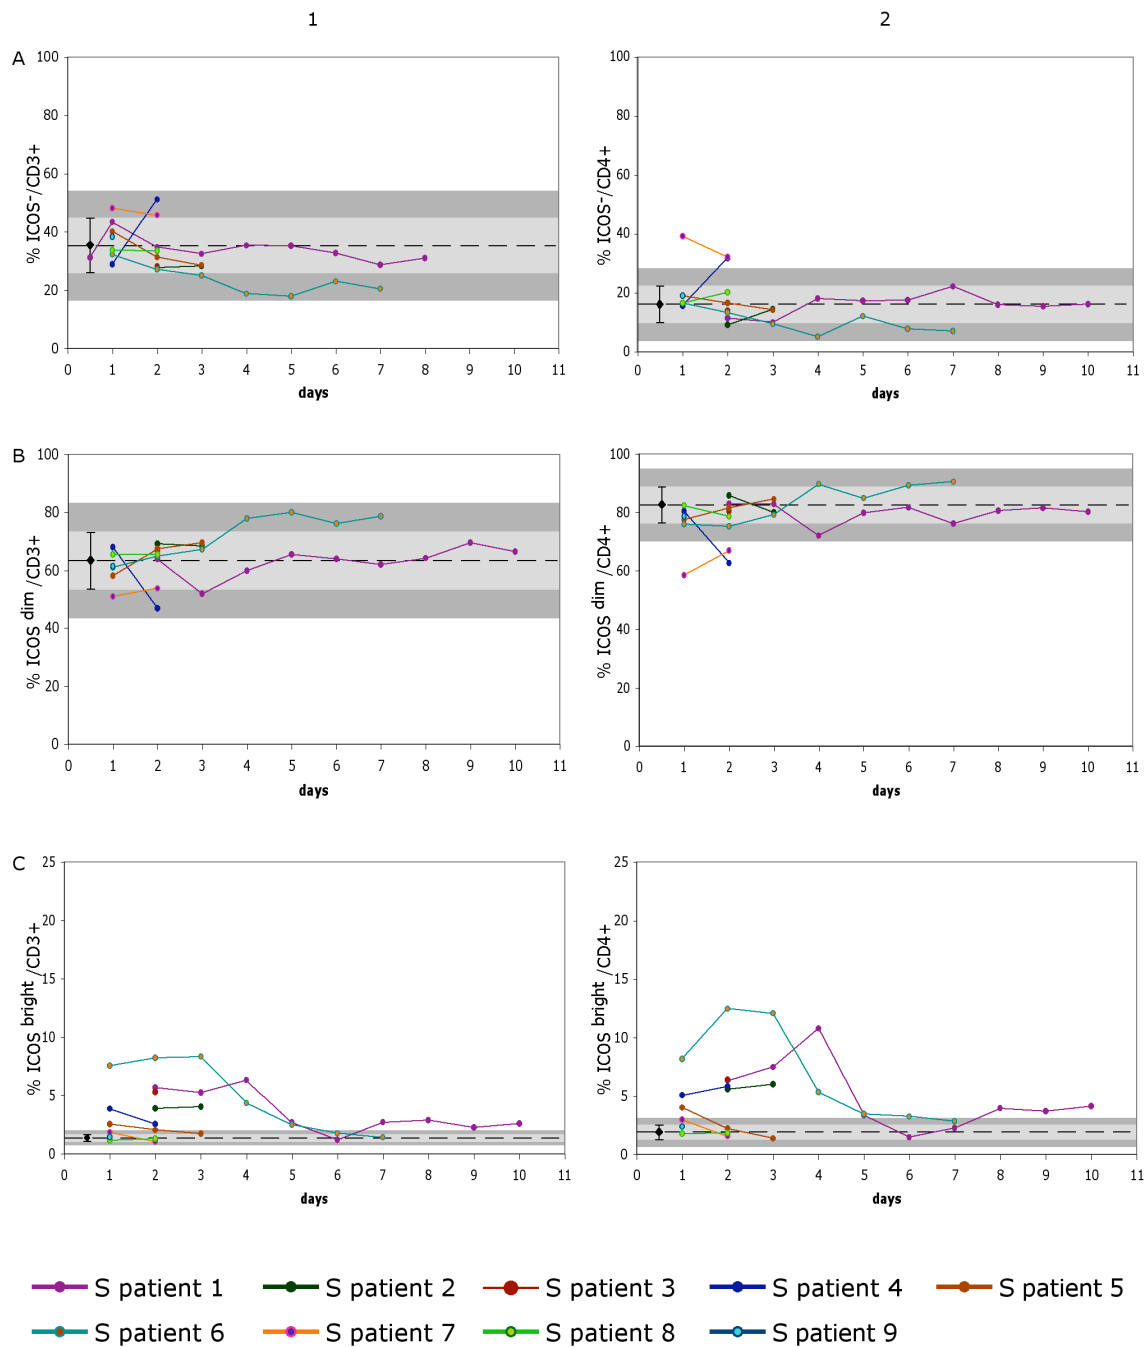 1 2
A
% ICOS-/CD3+
100
80
60
40
20
0
0 1 2 3 4 5 6 7 8 9 10 11
days
% ICOS-/CD4+
100
80
60
40
20
0
0 1 2 3 4 5 6 7 8 9 10 11
days
B
% ICOS dim /CD3+
100
80
60
40
20
0
0 1 2 3 4 5 6 7 8 9 10 11
days
% ICOS dim /CD4+
100
80
60
40
20
0
0 1 2 3 4 5 6 7 8 9 10 11
days
C
% ICOS bright /CD3+
25
20
15
10
5
0
0 1 2 3 4 5 6 7 8 9 10 11
days
% ICOS bright /CD4+
25
20
15
10
5
0
0 1 2 3 4 5 6 7 8 9 10 11
days
S patient 1 S patient 2 S patient 3 S patient 4 S patient 5
S patient 6 S patient 7 S patient 8 S patient 9